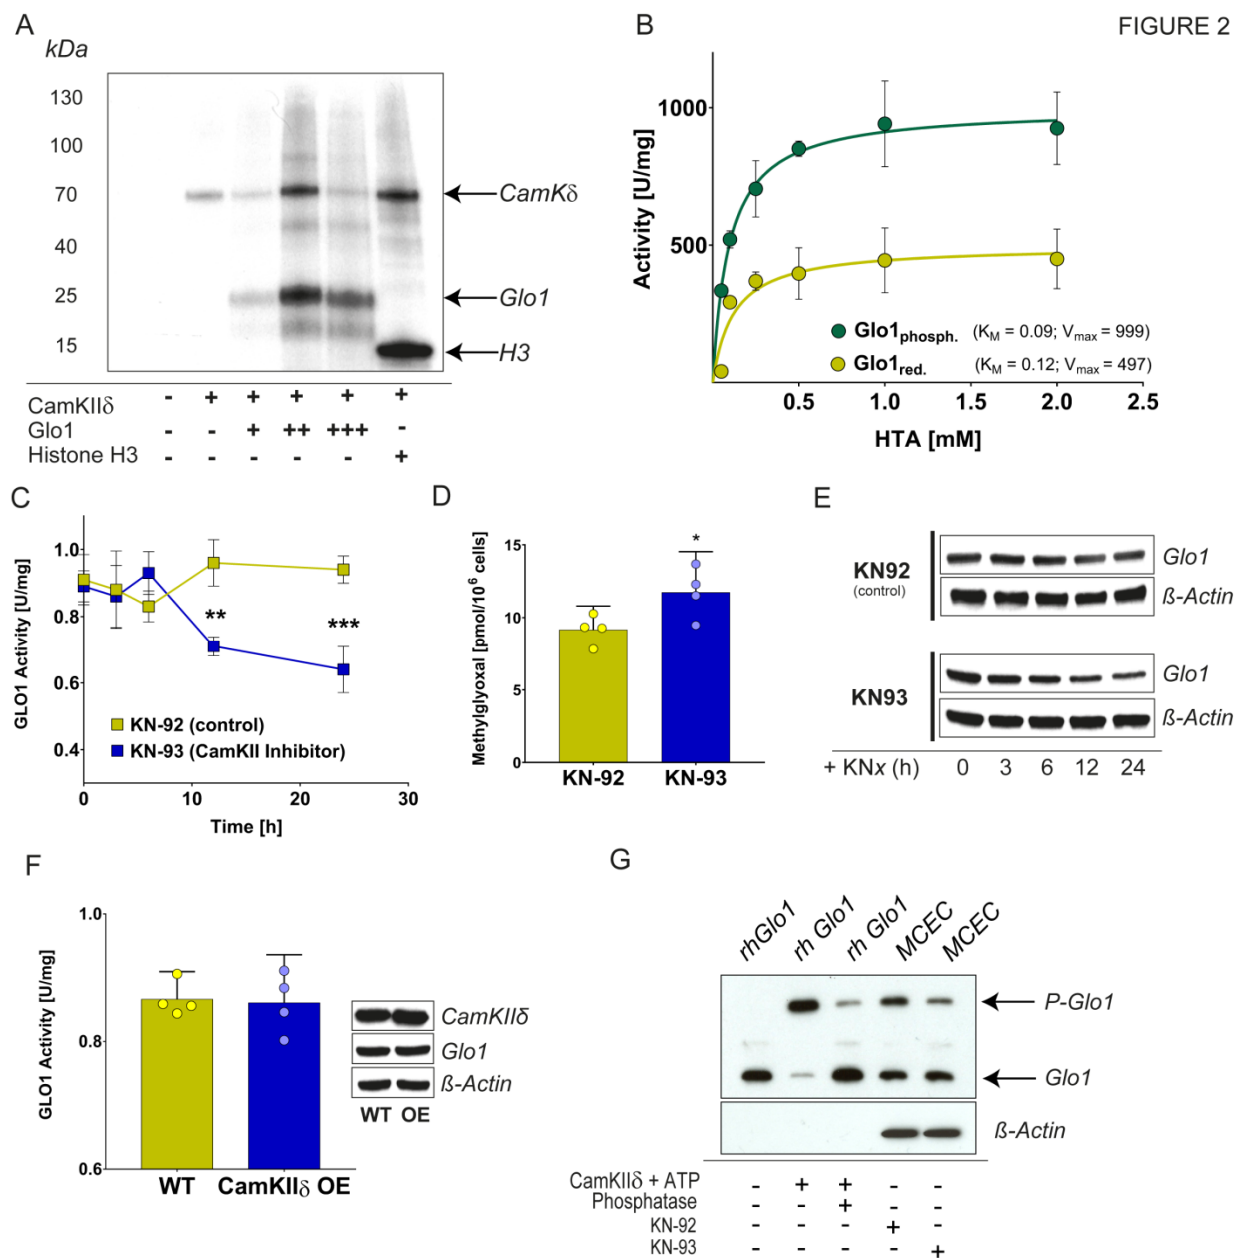 FIGURE 2
A
kDa
130
100
70
40
25
15
CamKδ
Glo1
H3
CamKIIδ - + + + + +
Glo1 - - + ++ +++ -
Histone H3 - - - - - +
B
Activity [U/mg]
1000
500
Glo1phosph. (KM = 0.09; Vmax = 999)
Glo1red. (KM = 0.12; Vmax = 497)
0.5 1.0 1.5 2.0 2.5
HTA [mM]
C
GLO1 Activity [U/mg]
1.0
0.8
0.6
0.4
**
***
KN-92 (control)
KN-93 (CamKII Inhibitor)
0 10 20 30
Time [h]
D
Methylglyoxal [pmol/10⁶ cells]
15
10
5
0
*
KN-92 KN-93
E
KN92
(control)
Glo1
ß-Actin
KN93
Glo1
ß-Actin
+ KNx (h) 0 3 6 12 24
F
GLO1 Activity [U/mg]
1.0
0.8
0.6
WT CamKIIδ OE
CamKIIδ
Glo1
ß-Actin
WT OE
G
rhGlo1 rh Glo1 rh Glo1 MCEC MCEC
P-Glo1
Glo1
ß-Actin
CamKIIδ + ATP - + + - -
Phosphatase - - + - -
KN-92 - - - + -
KN-93 - - - - +